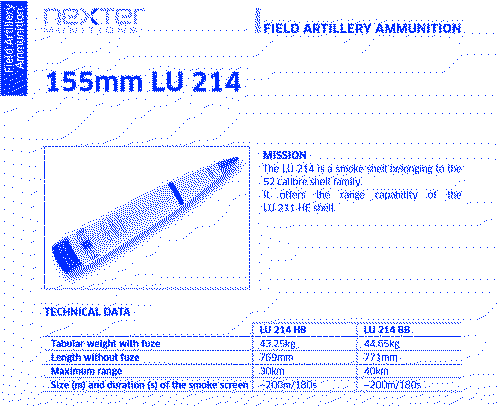 Field Artillery
Ammunition
nexter
MUNITIONS
FIELD ARTILLERY AMMUNITION
155mm LU 214
MISSION
The LU 214 is a smoke shell belonging to the
52 calibre shell family.
It offers the range capability of the
LU 211 HE shell.
TECHNICAL DATA
LU 214 HB LU 214 BB
Tabular weight with fuze 43.25kg 44.65kg
Length without fuze 769mm 771mm
Maximum range 30km 40km
Size (m) and duration (s) of the smoke screen ~200m/180s ~200m/180s